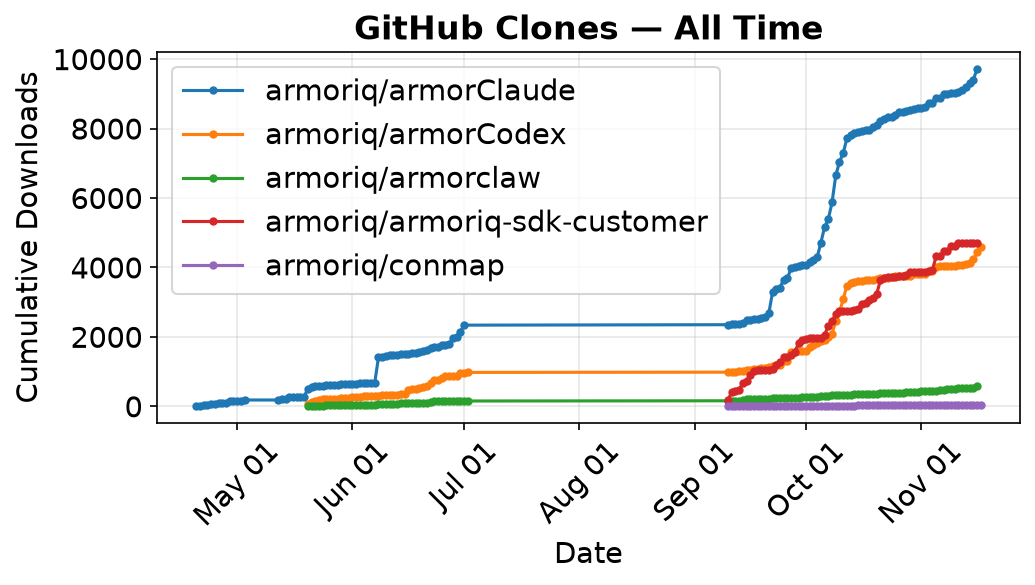 GitHub Clones — All Time
Cumulative Downloads
10000
8000
6000
4000
2000
0
armoriq/armorClaude
armoriq/armorCodex
armoriq/armorclaw
armoriq/armoriq-sdk-customer
armoriq/conmap
May 01
Jun 01
Jul 01
Aug 01
Sep 01
Oct 01
Nov 01
Date